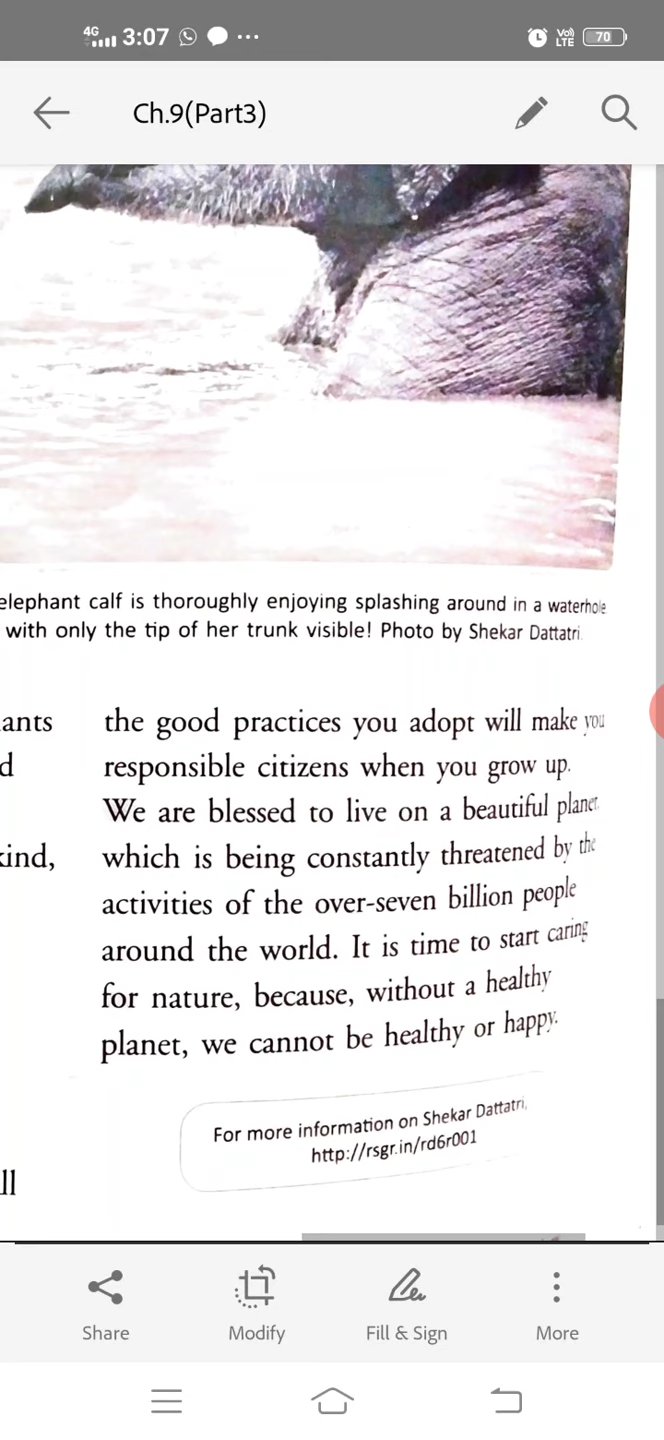 4G 3:07 ...
Vo)) LTE 70
Ch.9(Part3)
elephant calf is thoroughly enjoying splashing around in a waterhole
with only the tip of her trunk visible! Photo by Shekar Dattatri
ants
d
kind,
ll
the good practices you adopt will make you
responsible citizens when you grow up.
We are blessed to live on a beautiful planet
which is being constantly threatened by the
activities of the over-seven billion people
around the world. It is time to start caring
for nature, because, without a healthy
planet, we cannot be healthy or happy.
For more information on Shekar Dattatri,
http://rsgr.in/rd6r001
Share
Modify
Fill & Sign
More